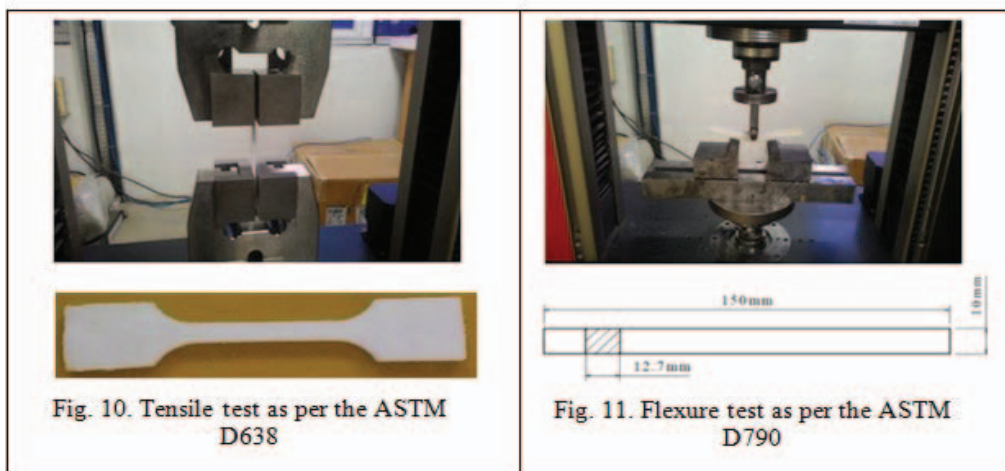 150mm
10mm
12.7mm
Fig. 10. Tensile test as per the ASTM
D638
Fig. 11. Flexure test as per the ASTM
D790